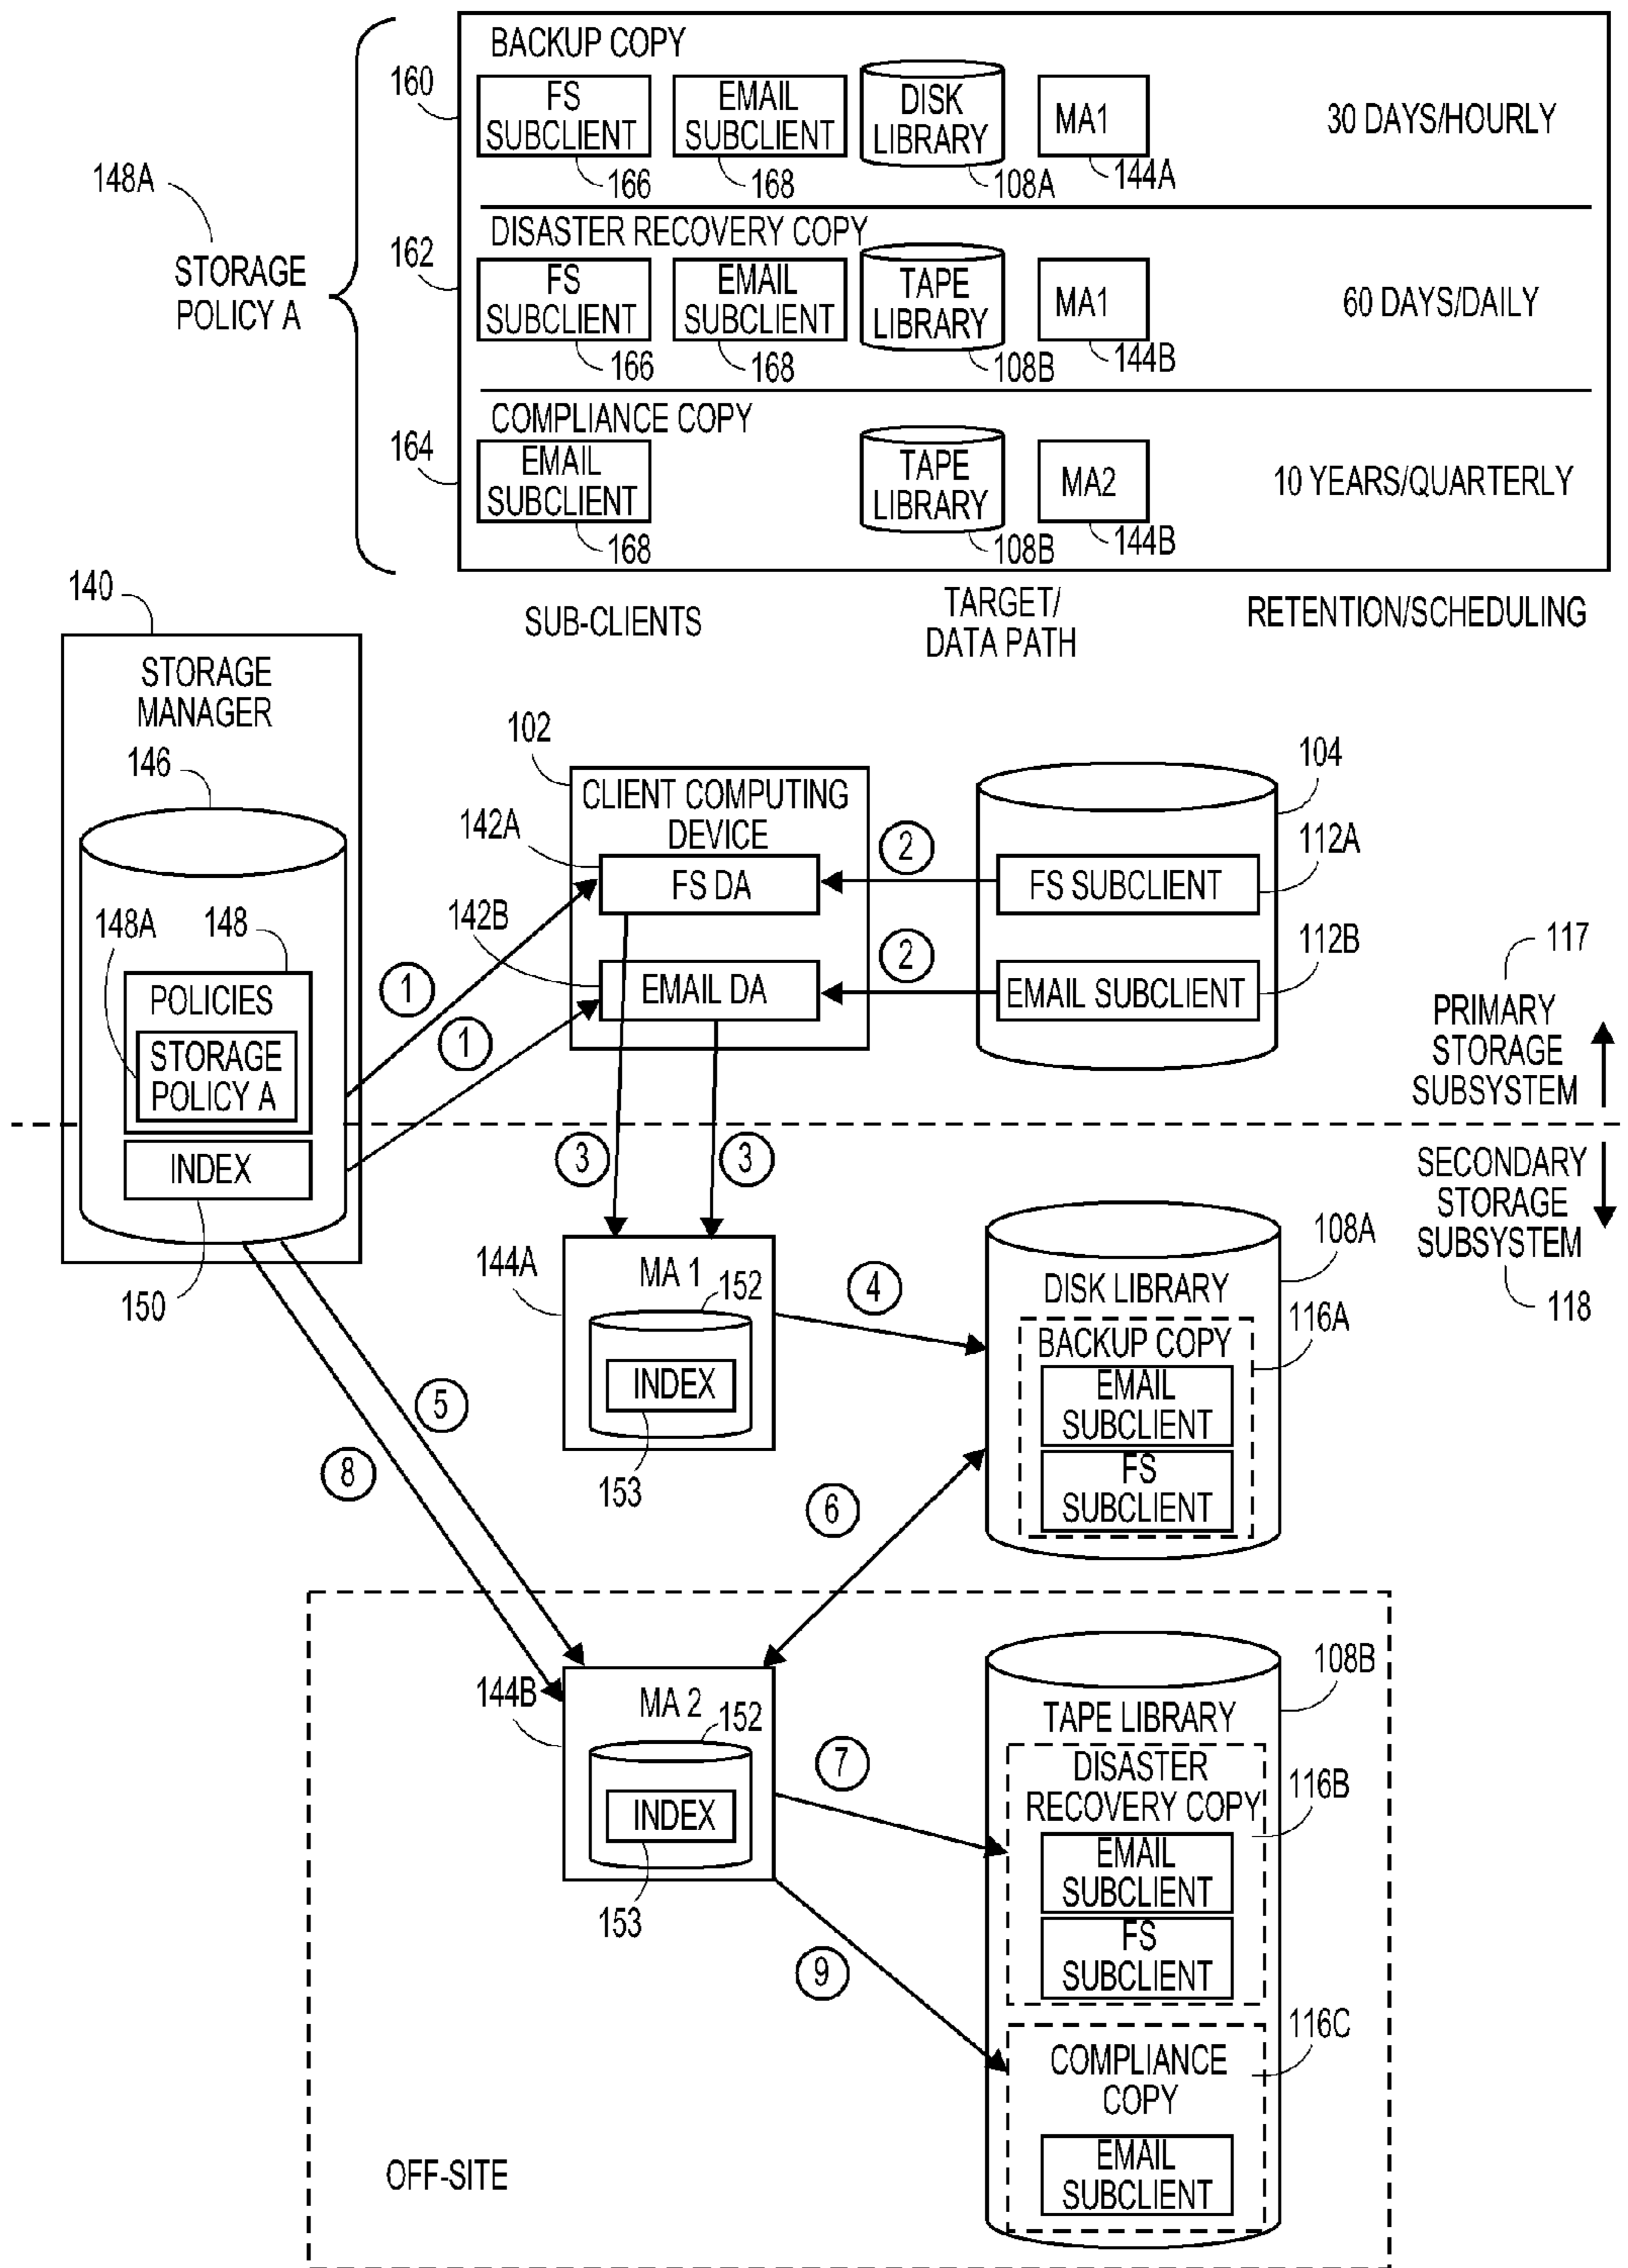 BACKUP COPY
160
FS
SUBCLIENT
166
EMAIL
SUBCLIENT
168
DISK
LIBRARY
108A
MA1
144A
30 DAYS/HOURLY
148A
STORAGE
POLICY A
DISASTER RECOVERY COPY
162
FS
SUBCLIENT
166
EMAIL
SUBCLIENT
168
TAPE
LIBRARY
108B
MA1
144B
60 DAYS/DAILY
COMPLIANCE COPY
164
EMAIL
SUBCLIENT
168
TAPE
LIBRARY
108B
MA2
144B
10 YEARS/QUARTERLY
SUB-CLIENTS
TARGET/
DATA PATH
RETENTION/SCHEDULING
140
STORAGE
MANAGER
146
148A
148
POLICIES
STORAGE
POLICY A
INDEX
150
102
CLIENT COMPUTING
DEVICE
142A
FS DA
142B
EMAIL DA
1
1
2
2
104
FS SUBCLIENT
112A
EMAIL SUBCLIENT
112B
117
PRIMARY
STORAGE
SUBSYSTEM
SECONDARY
STORAGE
SUBSYSTEM
118
3
3
144A
MA 1
152
INDEX
153
4
108A
DISK LIBRARY
BACKUP COPY
116A
EMAIL
SUBCLIENT
FS
SUBCLIENT
5
8
6
144B
MA 2
152
INDEX
153
7
9
108B
TAPE LIBRARY
DISASTER
RECOVERY COPY
116B
EMAIL
SUBCLIENT
FS
SUBCLIENT
116C
COMPLIANCE
COPY
EMAIL
SUBCLIENT
OFF-SITE